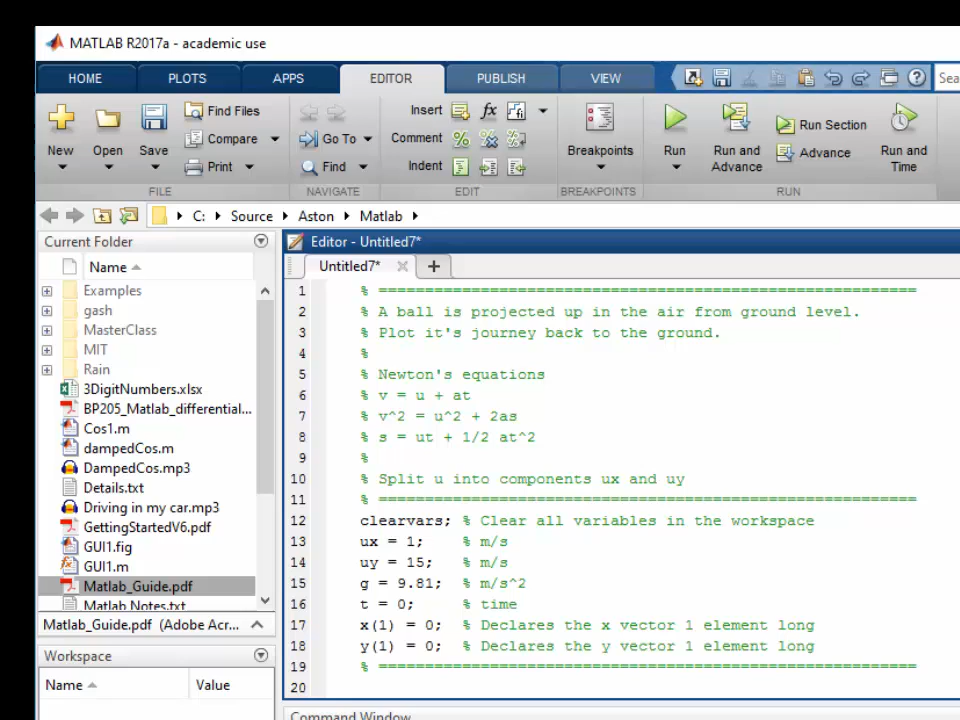 MATLAB R2017a - academic use
HOME PLOTS APPS EDITOR PUBLISH VIEW Sea
New Open Save Find Files Compare Print
Go To Find
Insert fx
Comment
Indent
Breakpoints
Run Run and Advance Run Section Advance Run and Time
FILE NAVIGATE EDIT BREAKPOINTS RUN
C: Source Aston Matlab
Current Folder
Name
Examples
gash
MasterClass
MIT
Rain
3DigitNumbers.xlsx
BP205_Matlab_differential...
Cos1.m
dampedCos.m
DampedCos.mp3
Details.txt
Driving in my car.mp3
GettingStartedV6.pdf
GUI1.fig
GUI1.m
Matlab_Guide.pdf
Matlab Notes.txt
Matlab_Guide.pdf (Adobe Acr...
Workspace
Name Value
Editor - Untitled7*
Untitled7*
1 % ==========================================================
2 % A ball is projected up in the air from ground level.
3 % Plot it's journey back to the ground.
4 %
5 % Newton's equations
6 % v = u + at
7 % v^2 = u^2 + 2as
8 % s = ut + 1/2 at^2
9 %
10 % Split u into components ux and uy
11 % ==========================================================
12 clearvars; % Clear all variables in the workspace
13 ux = 1; % m/s
14 uy = 15; % m/s
15 g = 9.81; % m/s^2
16 t = 0; % time
17 x(1) = 0; % Declares the x vector 1 element long
18 y(1) = 0; % Declares the y vector 1 element long
19 % ==========================================================
20
Command Window